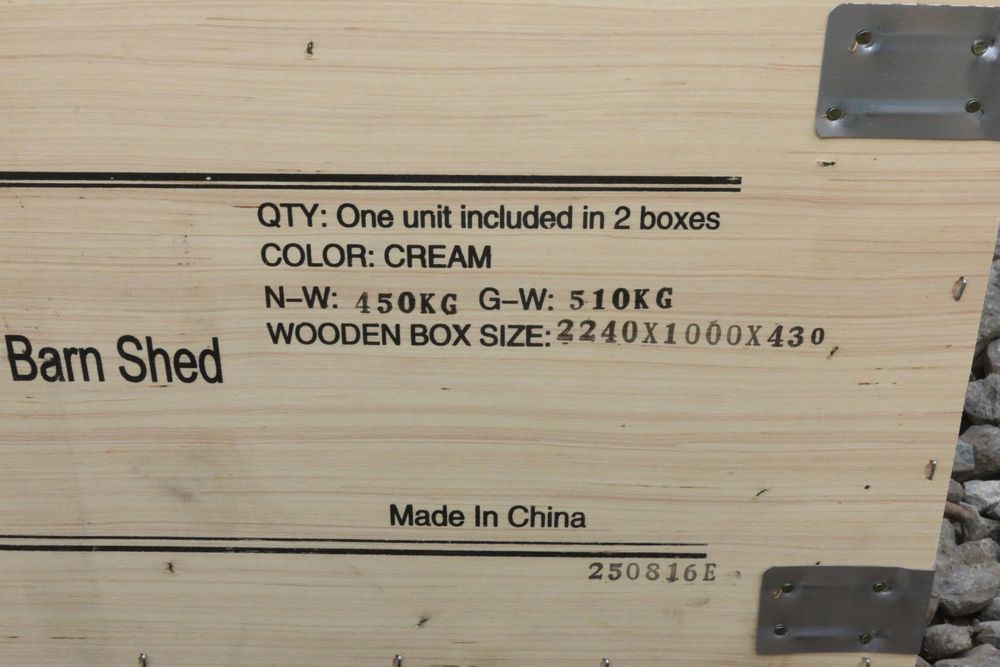 QTY: One unit included in 2 boxes
COLOR: CREAM
N-W: 450KG G-W: 510KG
WOODEN BOX SIZE: 2240X1000X430
Barn Shed
Made In China
250816E